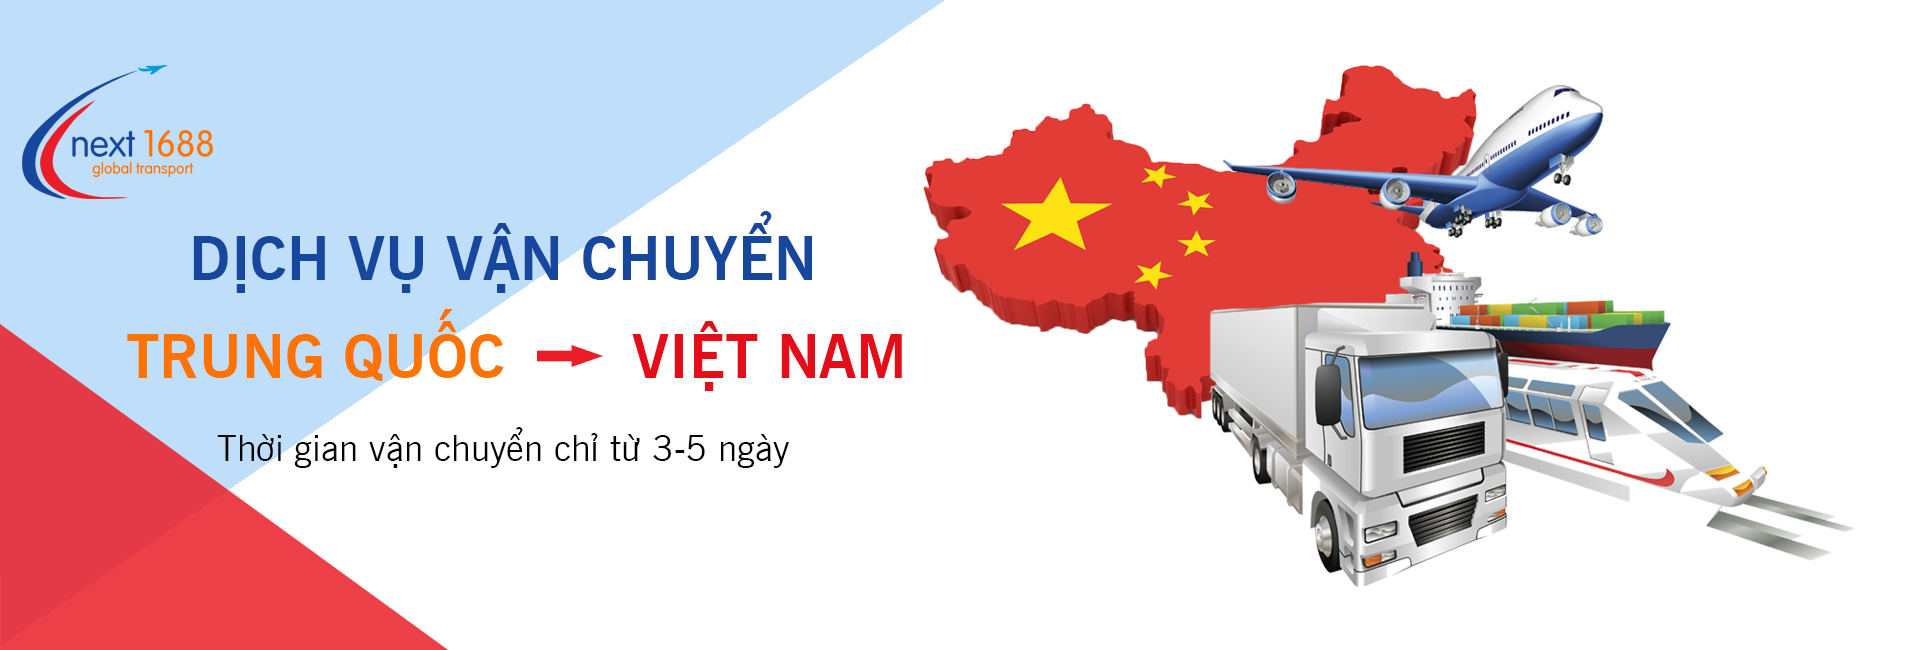 next 1688
global transport
DỊCH VỤ VẬN CHUYỂN
TRUNG QUỐC → VIỆT NAM
Thời gian vận chuyển chỉ từ 3-5 ngày